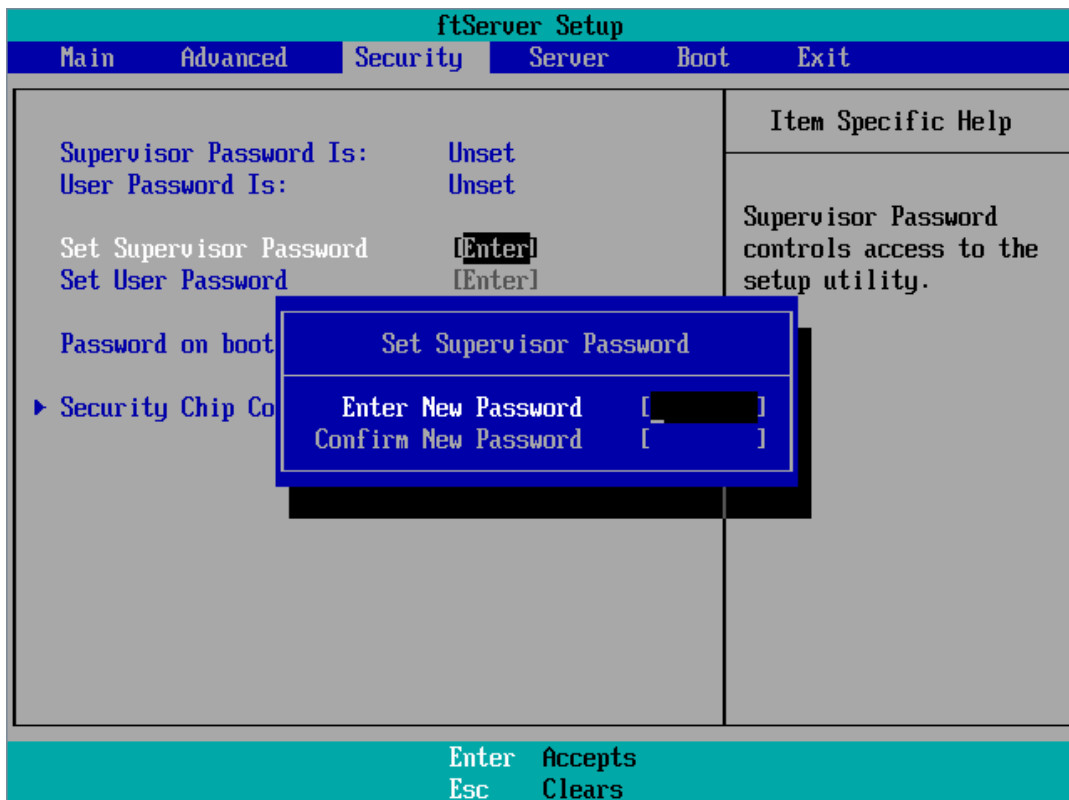 ftServer Setup
Main Advanced Security Server Boot Exit
Item Specific Help
Supervisor Password Is: Unset
User Password Is: Unset
Supervisor Password
controls access to the
setup utility.
Set Supervisor Password [Enter]
Set User Password [Enter]
Password on boot
Security Chip Co
Set Supervisor Password
Enter New Password [_ ]
Confirm New Password [ ]
Enter Accepts
Esc Clears